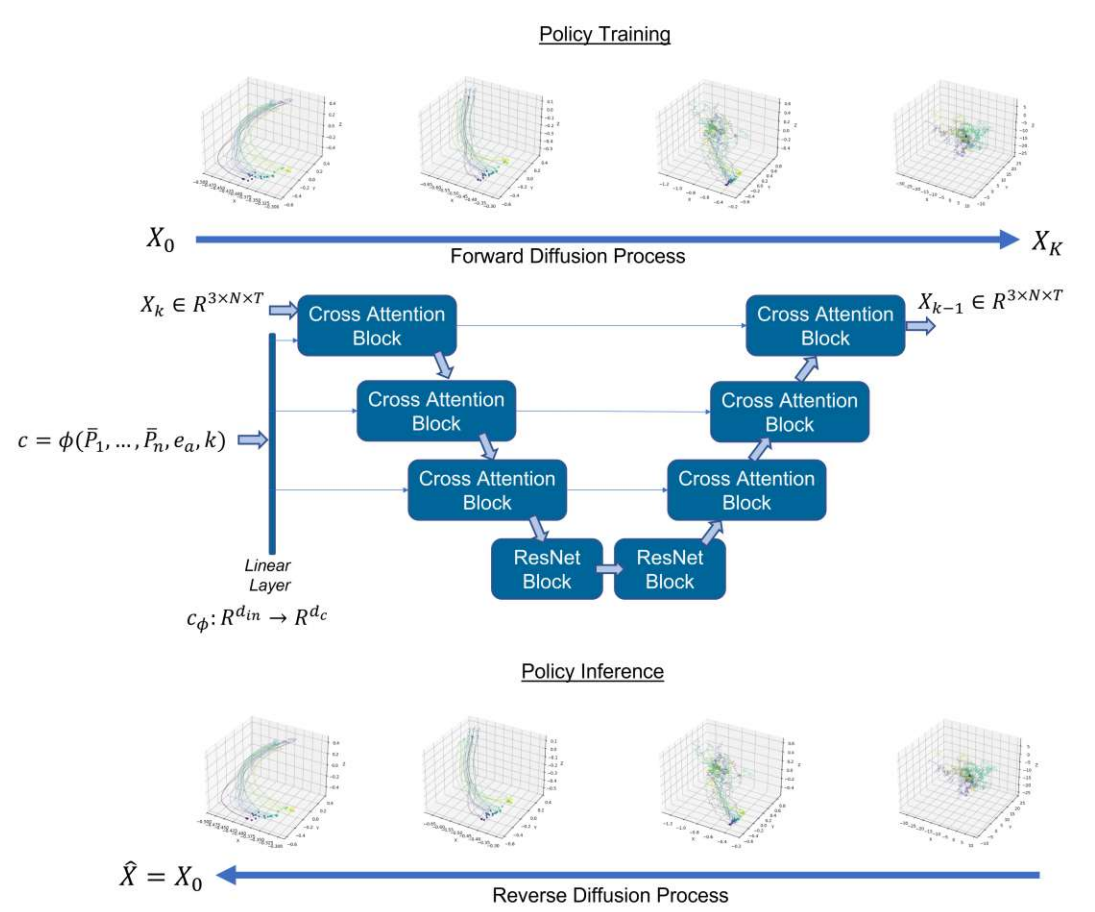 Policy Training
X_0
X_K
Forward Diffusion Process
X_k ∈ R^{3×N×T}
Cross Attention
Block
Cross Attention
Block
X_{k−1} ∈ R^{3×N×T}
Cross Attention
Block
Cross Attention
Block
c = ϕ(P̄_1, … , P̄_n, e_a, k)
Cross Attention
Block
Cross Attention
Block
ResNet
Block
ResNet
Block
Linear
Layer
c_ϕ: R^{d_{in}} → R^{d_c}
Policy Inference
X̂ = X_0
Reverse Diffusion Process